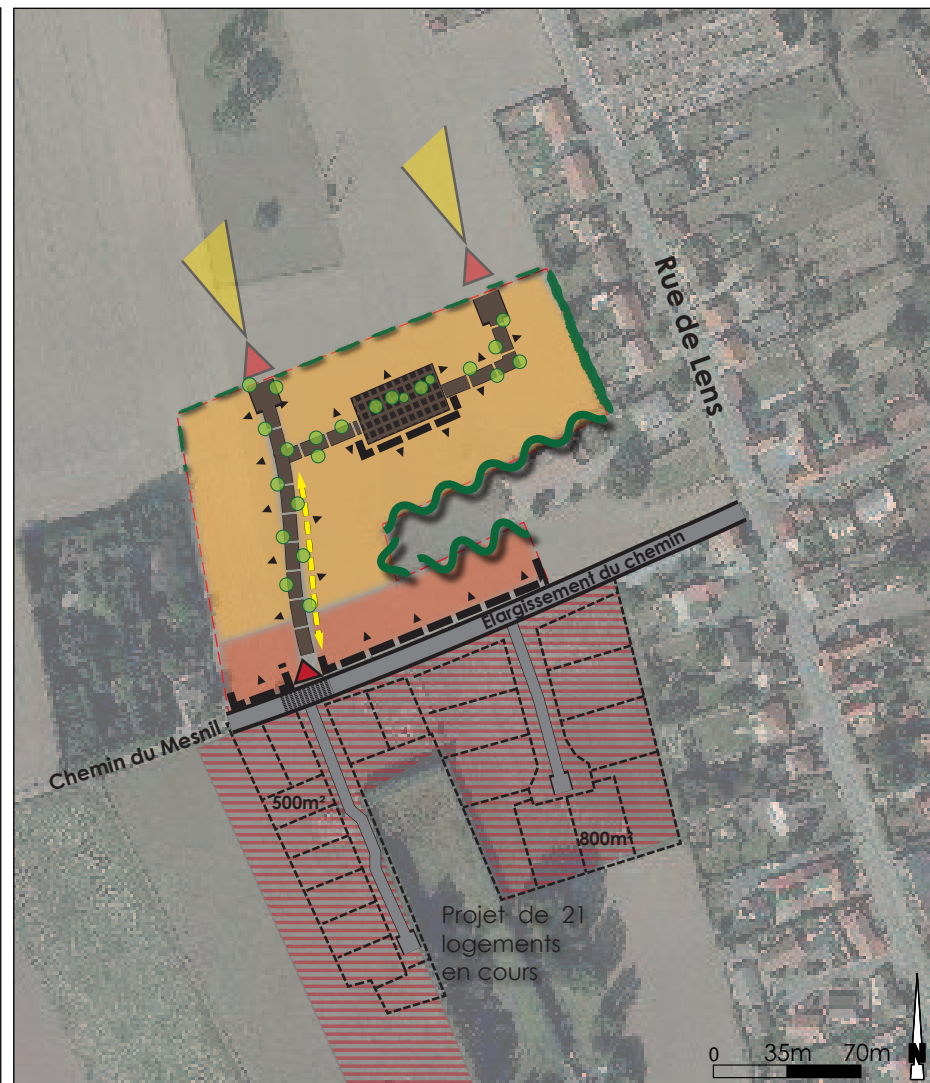 Rue de Lens
Elargissement du chemin
Chemin du Mesnil
500m²
800m²
Projet de 21
logements
en cours
0 35m 70m N